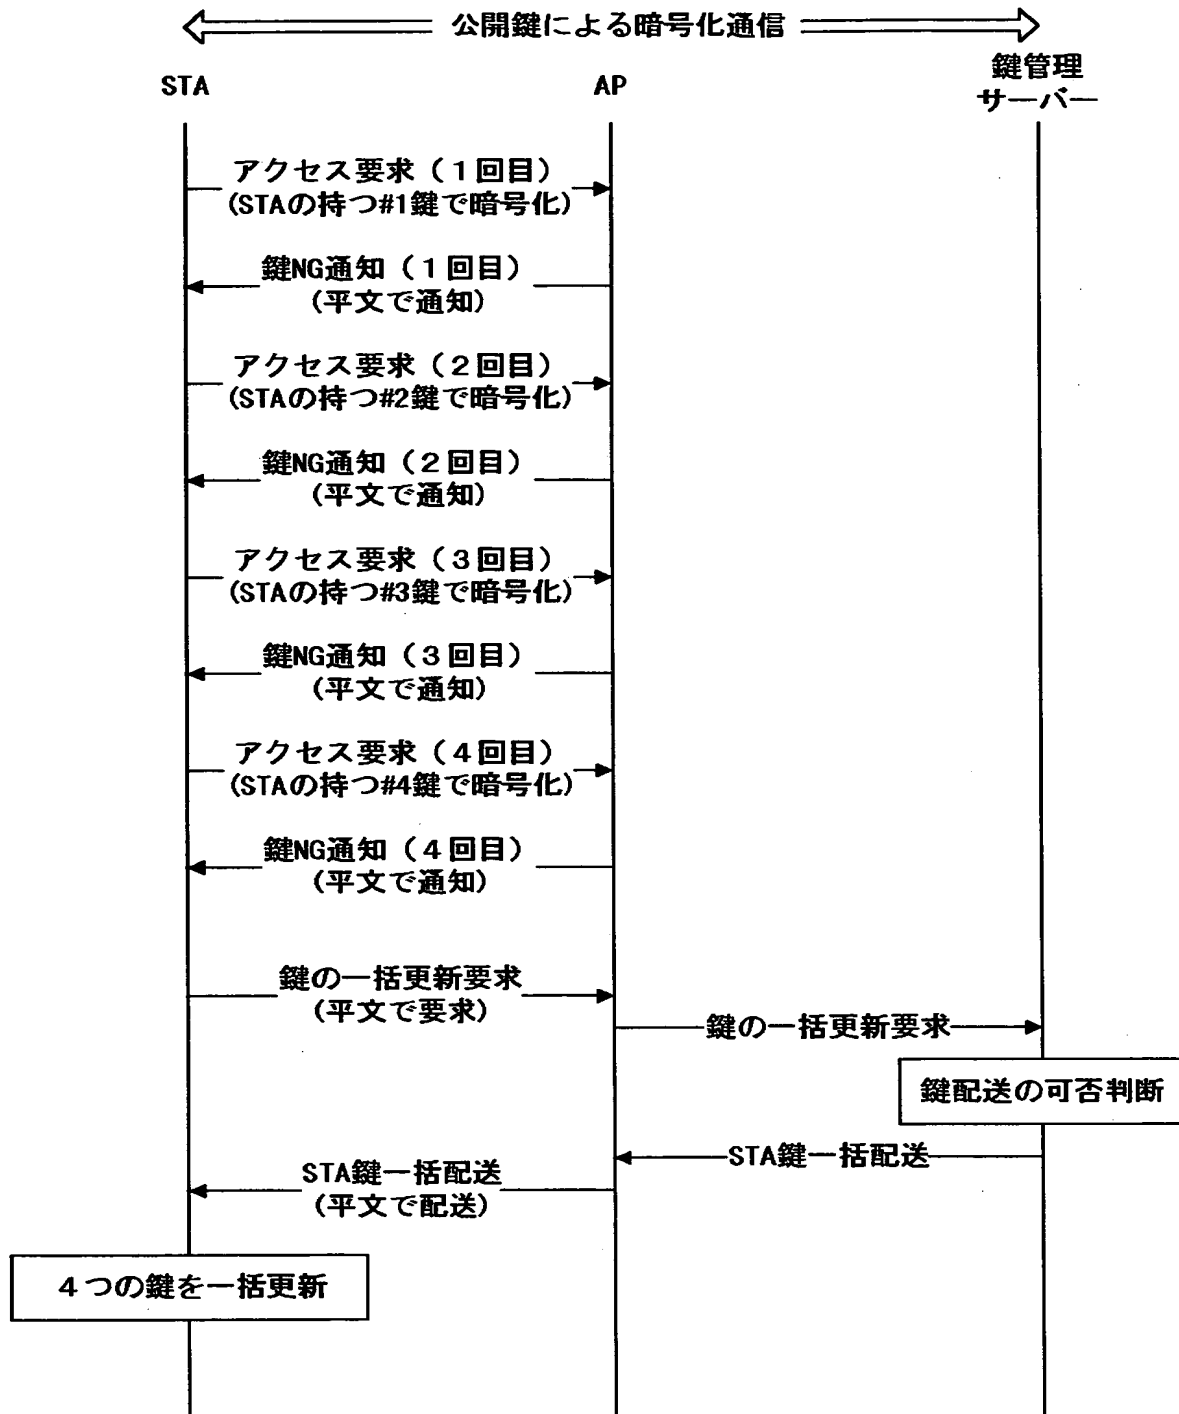 公開鍵による暗号化通信
STA
AP
鍵管理
サーバー
アクセス要求（１回目）
(STAの持つ#1鍵で暗号化)
鍵NG通知（１回目）
(平文で通知)
アクセス要求（２回目）
(STAの持つ#2鍵で暗号化)
鍵NG通知（２回目）
(平文で通知)
アクセス要求（３回目）
(STAの持つ#3鍵で暗号化)
鍵NG通知（３回目）
(平文で通知)
アクセス要求（４回目）
(STAの持つ#4鍵で暗号化)
鍵NG通知（４回目）
(平文で通知)
鍵の一括更新要求
(平文で要求)
鍵の一括更新要求
鍵配送の可否判断
STA鍵一括配送
STA鍵一括配送
(平文で配送)
４つの鍵を一括更新